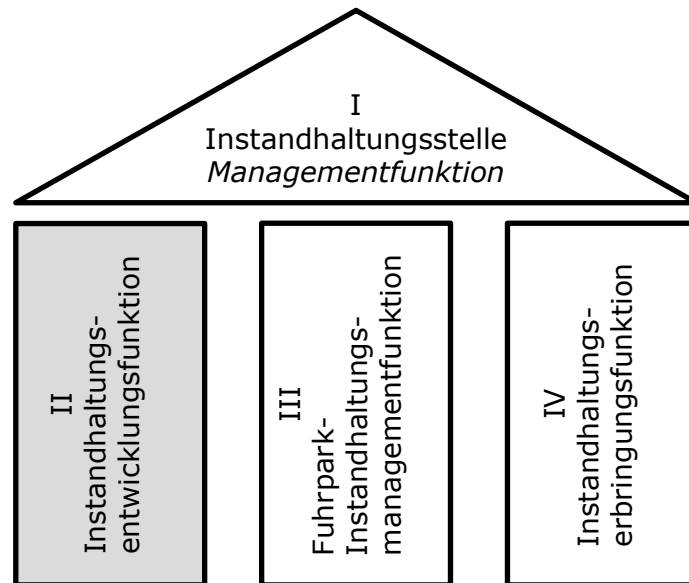 I
Instandhaltungsstelle
Managementfunktion
II
Instandhaltungs-
entwicklungsfunktion
III
Fuhrpark-
Instandhaltungs-
managementfunktion
IV
Instandhaltungs-
erbringungsfunktion